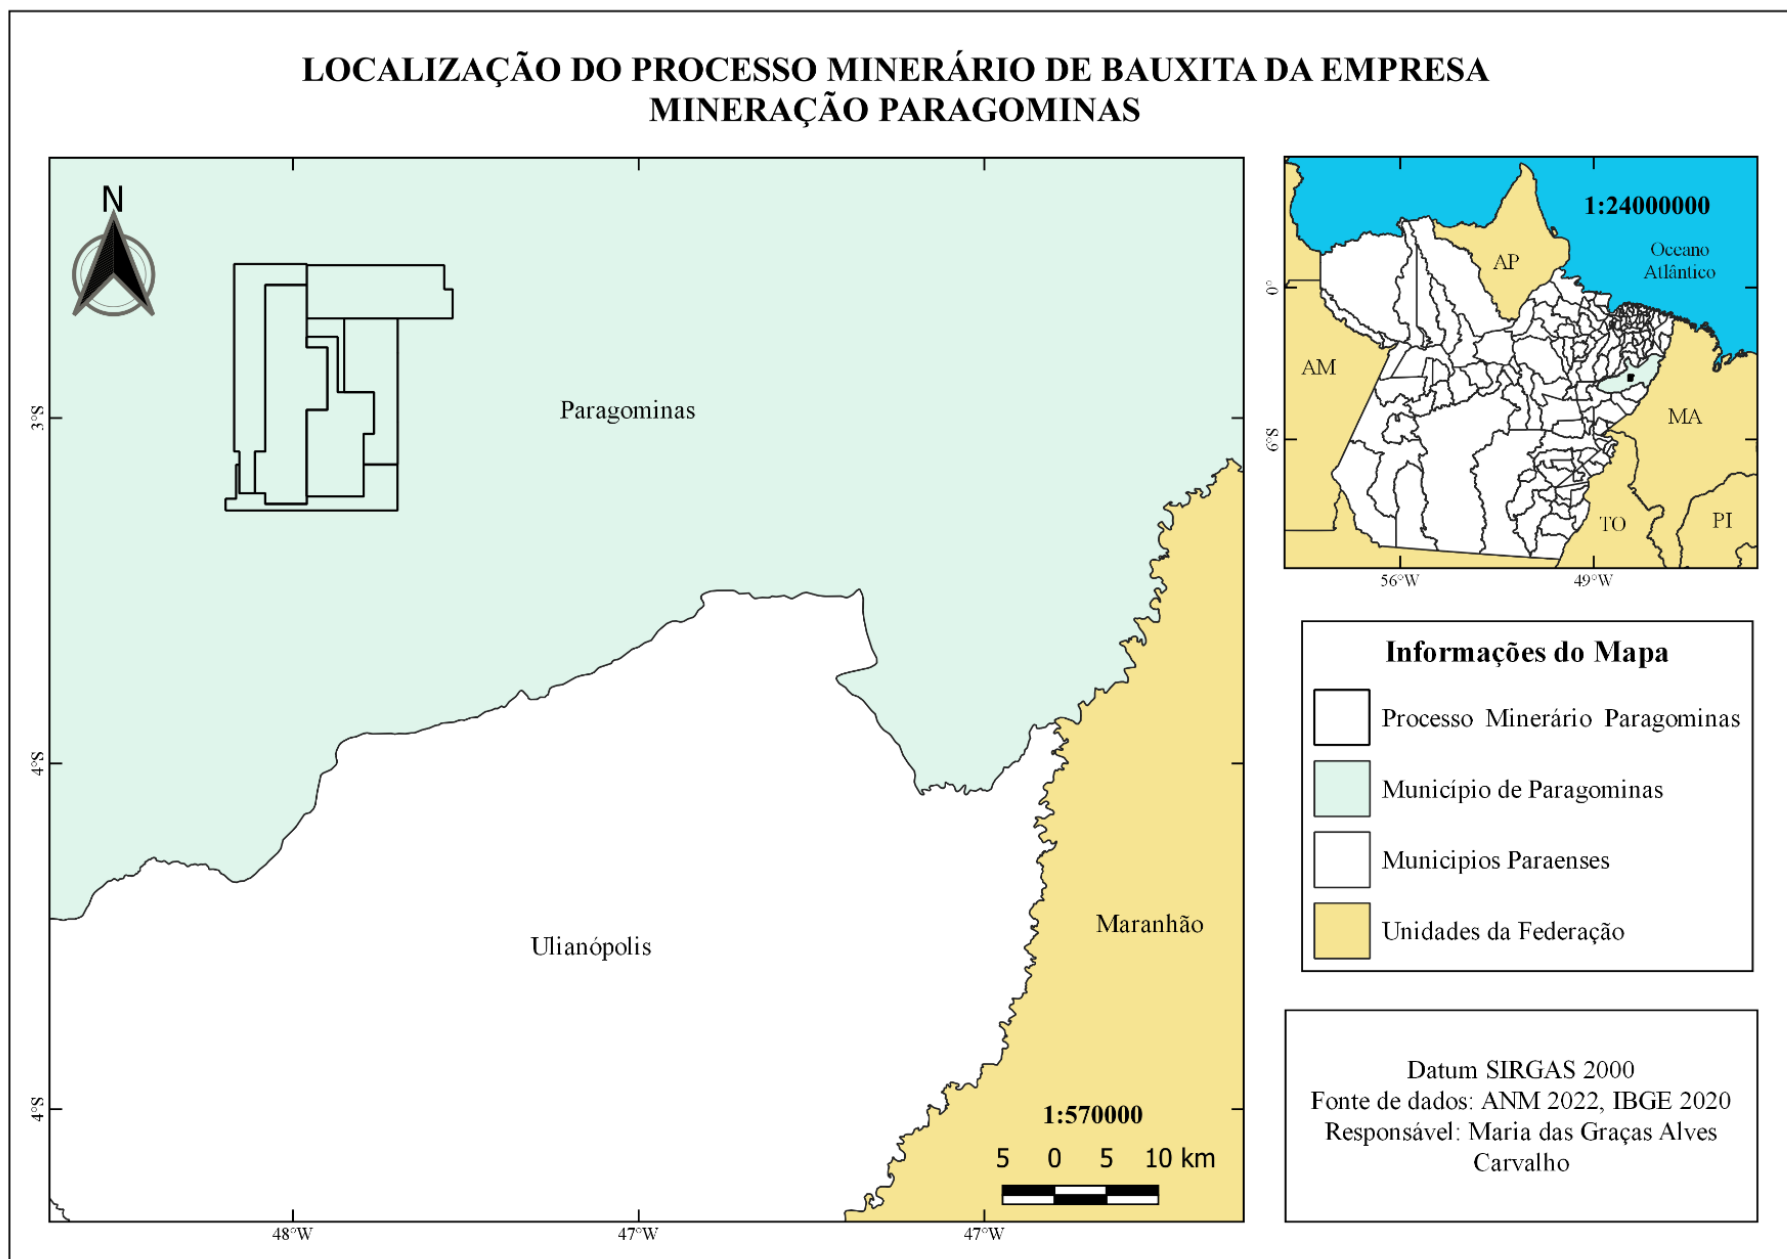 LOCALIZAÇÃO DO PROCESSO MINERÁRIO DE BAUXITA DA EMPRESA
MINERAÇÃO PARAGOMINAS
N
Paragominas
Ulianópolis
Maranhão
3°S
4°S
4°S
48°W
47°W
47°W
1:570000
5 0 5 10 km
1:24000000
Oceano
Atlântico
AP
AM
MA
TO
PI
0°
6°S
56°W
49°W
Informações do Mapa
Processo Minerário Paragominas
Município de Paragominas
Municipios Paraenses
Unidades da Federação
Datum SIRGAS 2000
Fonte de dados: ANM 2022, IBGE 2020
Responsável: Maria das Graças Alves
Carvalho